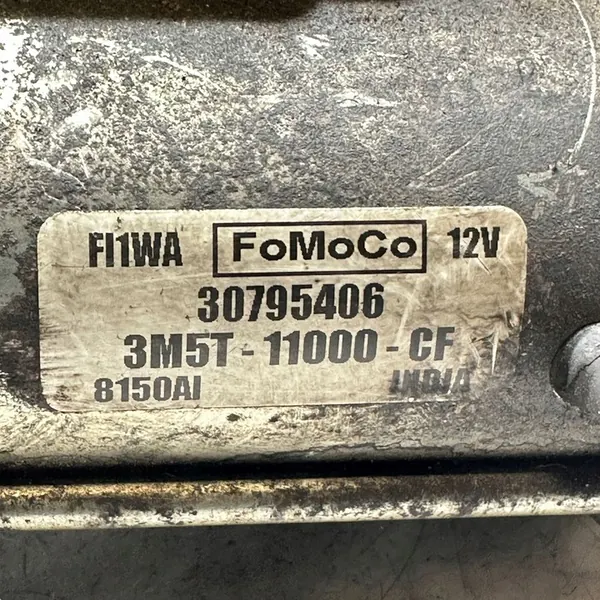 FI1WA FoMoCo 12V
30795406
3M5T - 11000 - CF
8150AI INDIA